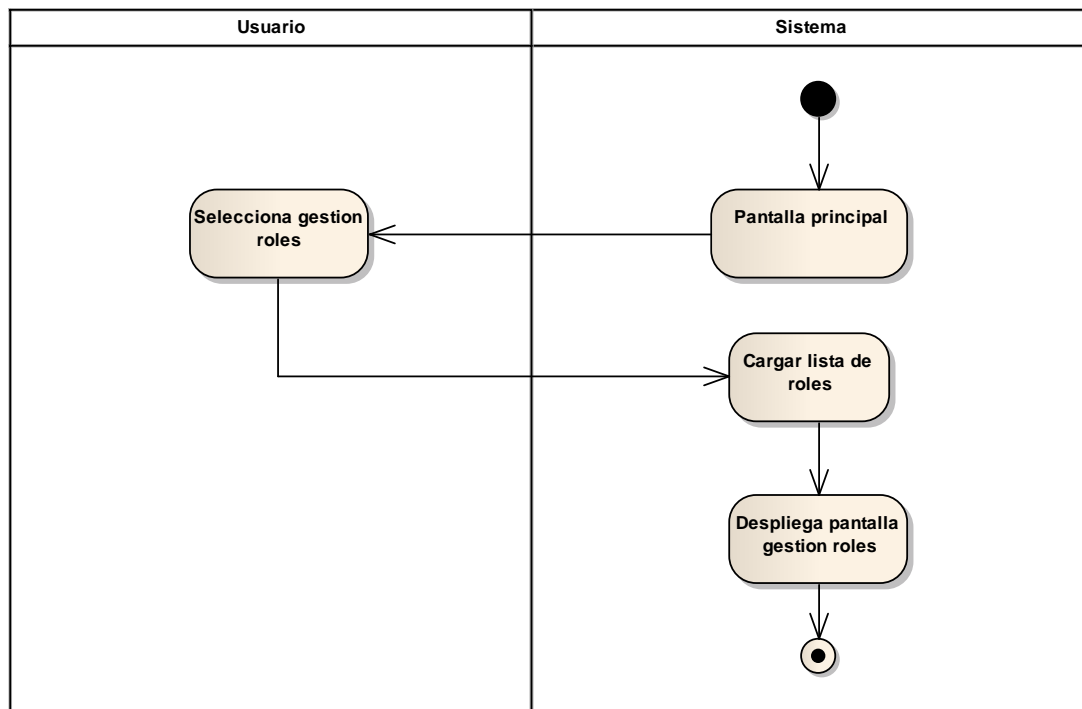 Usuario
Sistema
Pantalla principal
Selecciona gestion
roles
Cargar lista de
roles
Despliega pantalla
gestion roles